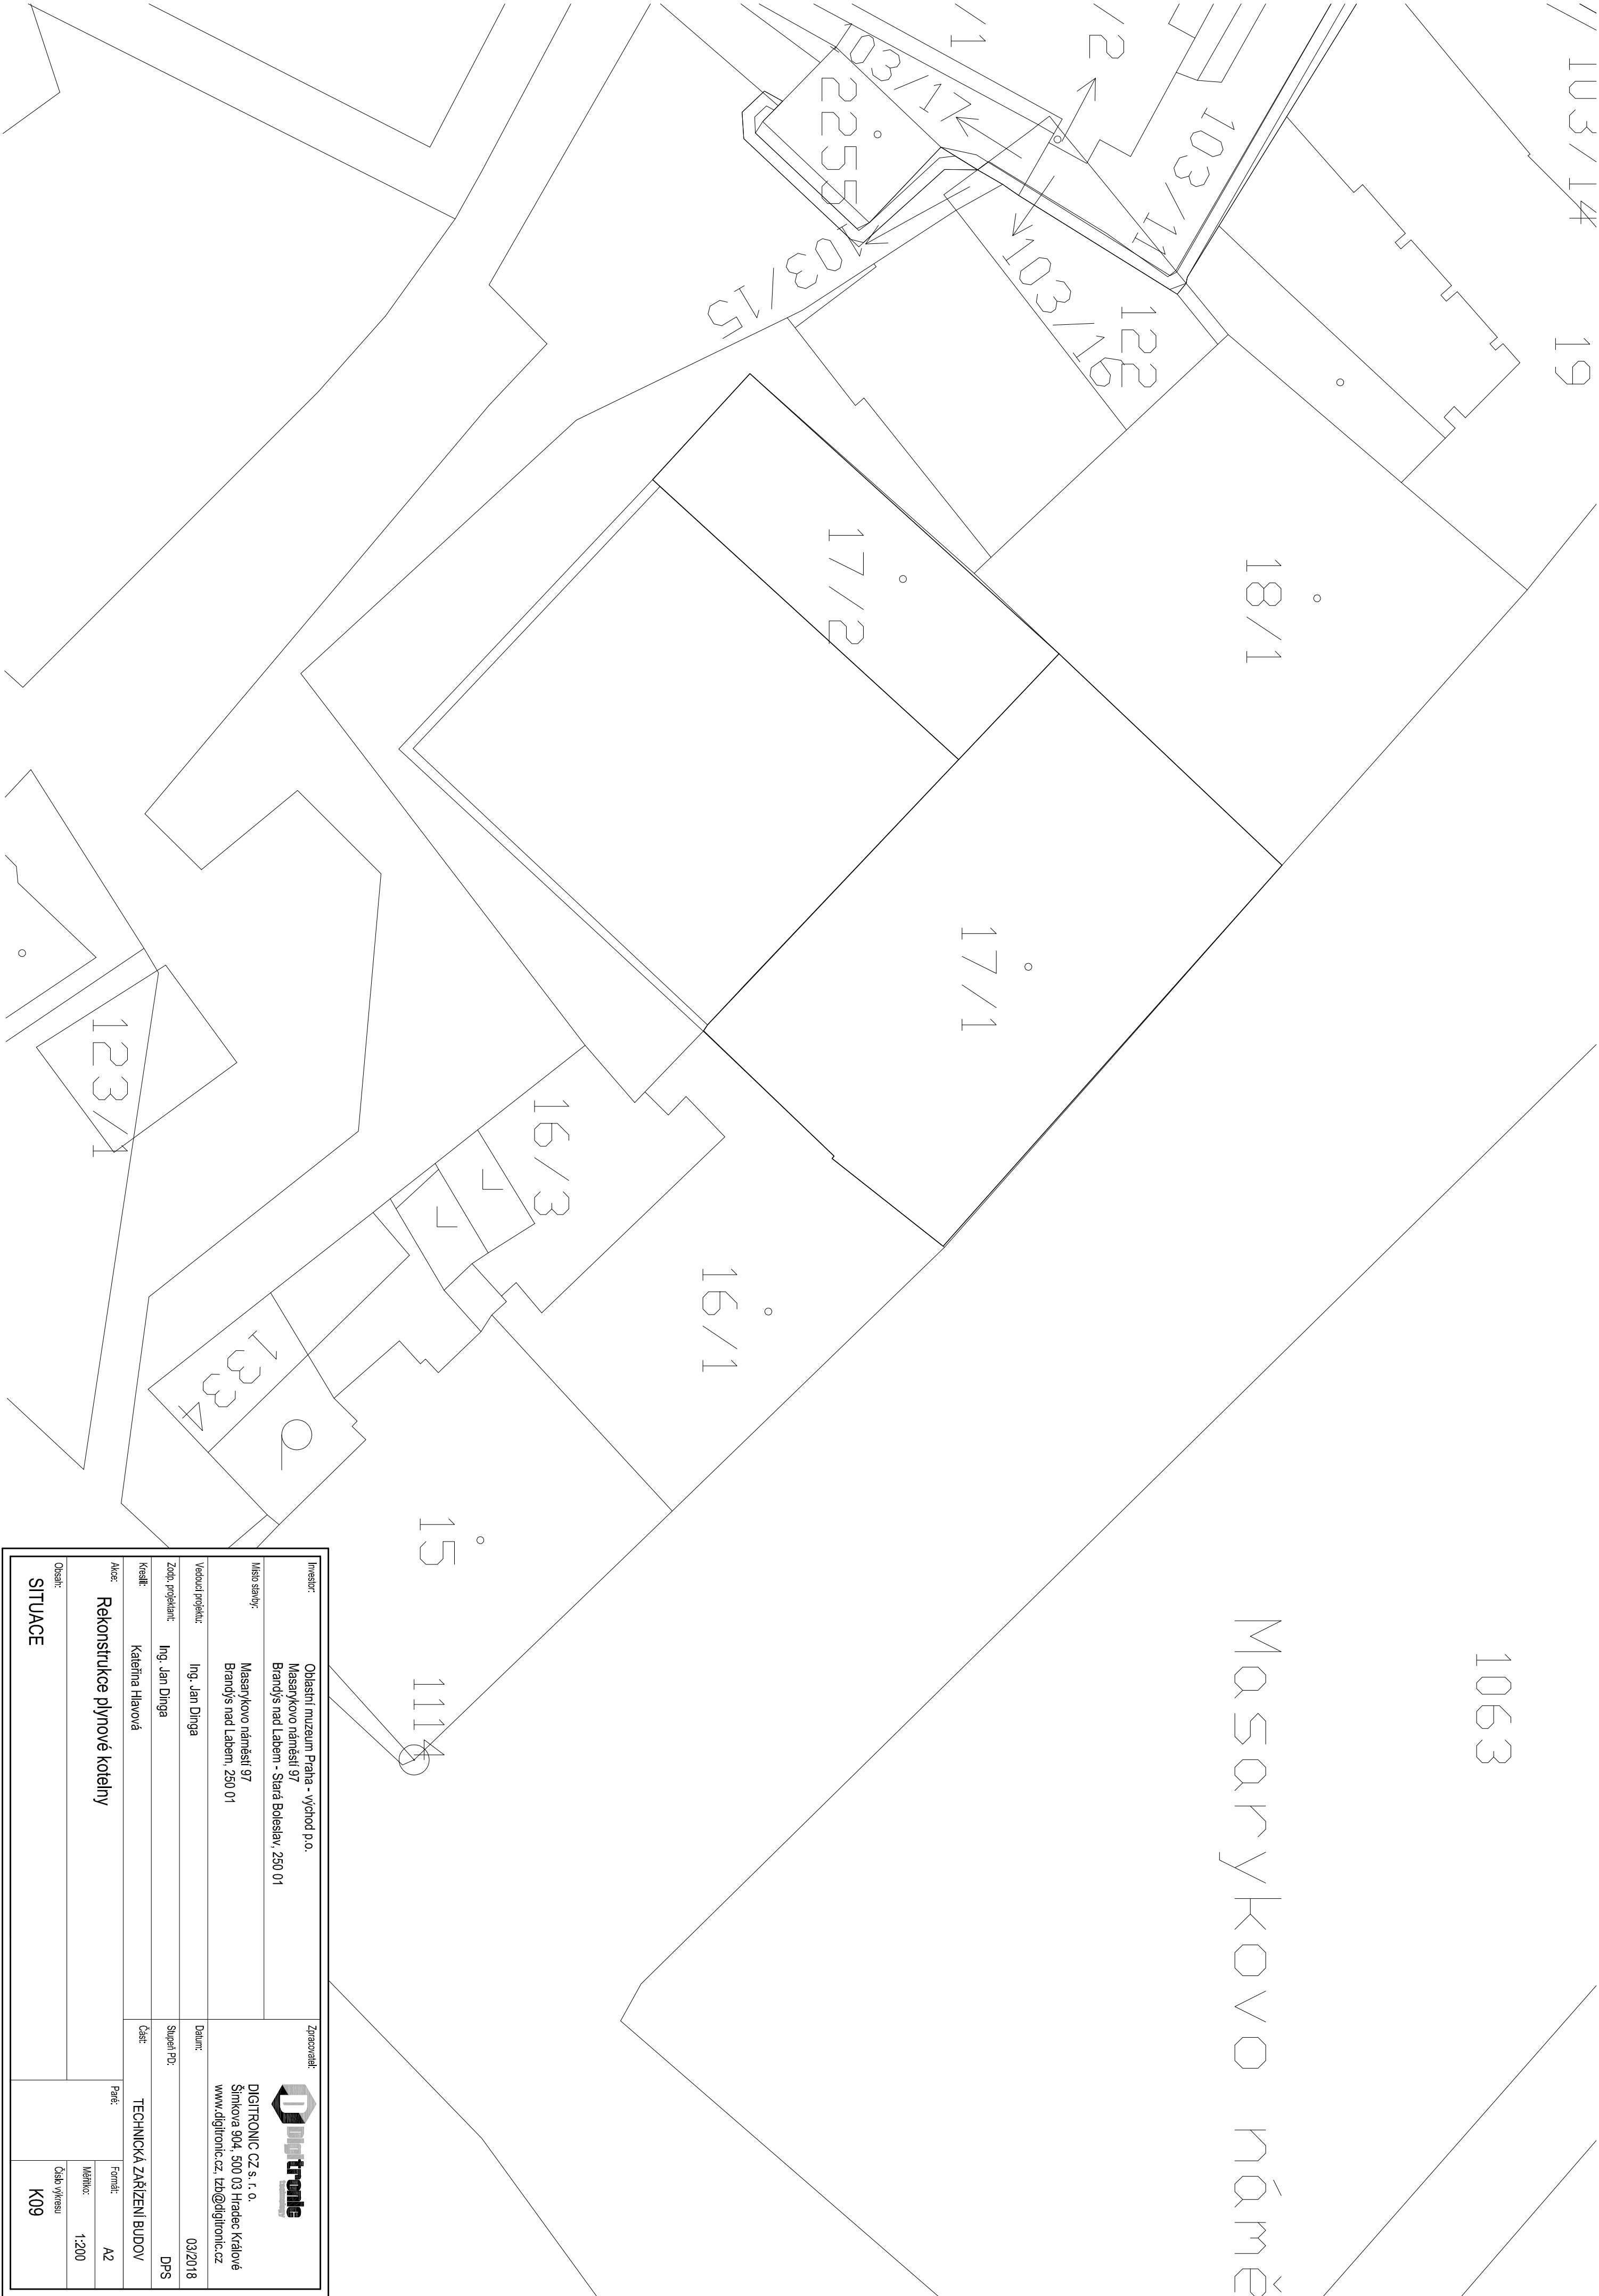 103/14
19
/2
/1
103/17
2255
103/11
103/15
103/16
122
17/2
18/1
17/1
123/1
16/3
16/1
1334
15
1114
1063
Masarykovo námě
Investor:
Oblastní muzeum Praha - východ p.o.
Masarykovo náměstí 97
Brandýs nad Labem - Stará Boleslav, 250 01
Místo stavby:
Masarykovo náměstí 97
Brandýs nad Labem, 250 01
Vedoucí projektu: Ing. Jan Dinga
Zodp. projektant: Ing. Jan Dinga
Kreslil: Kateřina Hlavová
Akce: Rekonstrukce plynové kotelny
Obsah:
SITUACE
Zpracovatel:
Digitronic
technology
DIGITRONIC CZ s. r. o.
Šimkova 904, 500 03 Hradec Králové
www.digitronic.cz, tzb@digitronic.cz
Datum: 03/2018
Stupeň PD: DPS
Část: TECHNICKÁ ZAŘÍZENÍ BUDOV
Paré:
Formát: A2
Měřítko: 1:200
Číslo výkresu
K09